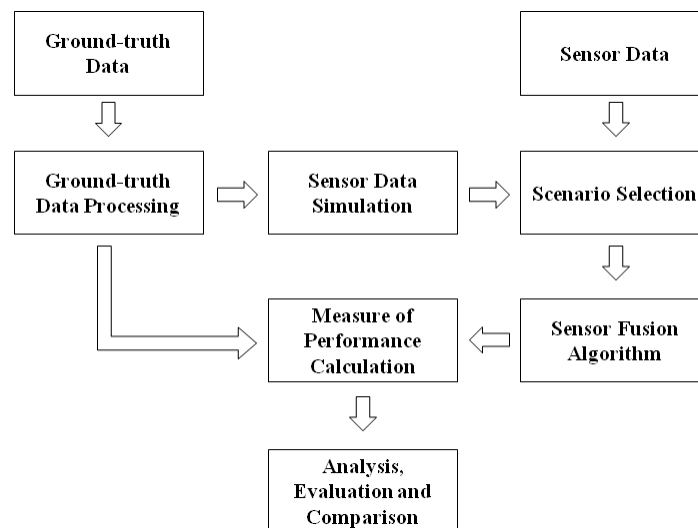 Ground-truth
Data
Sensor Data
Ground-truth
Data Processing
Sensor Data
Simulation
Scenario Selection
Measure of
Performance
Calculation
Sensor Fusion
Algorithm
Analysis,
Evaluation and
Comparison